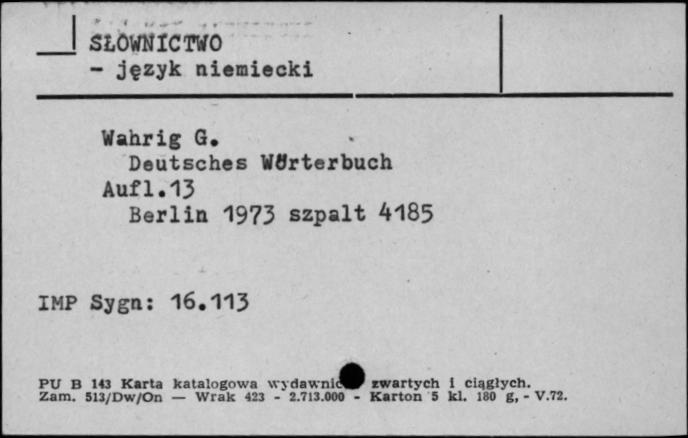 SŁOWNICTWO
- język niemiecki
Wahrig G.
Deutsches Wörterbuch
Aufl.13
Berlin 1973 szpalt 4185
IMP Sygn: 16.113
PU B 143 Karta katalogowa zwartych i ciągłych.
Zam. 513/Dw/On — Wrak 423 - 2.713.000 - Karton 5 kl. 180 g, - V.72.